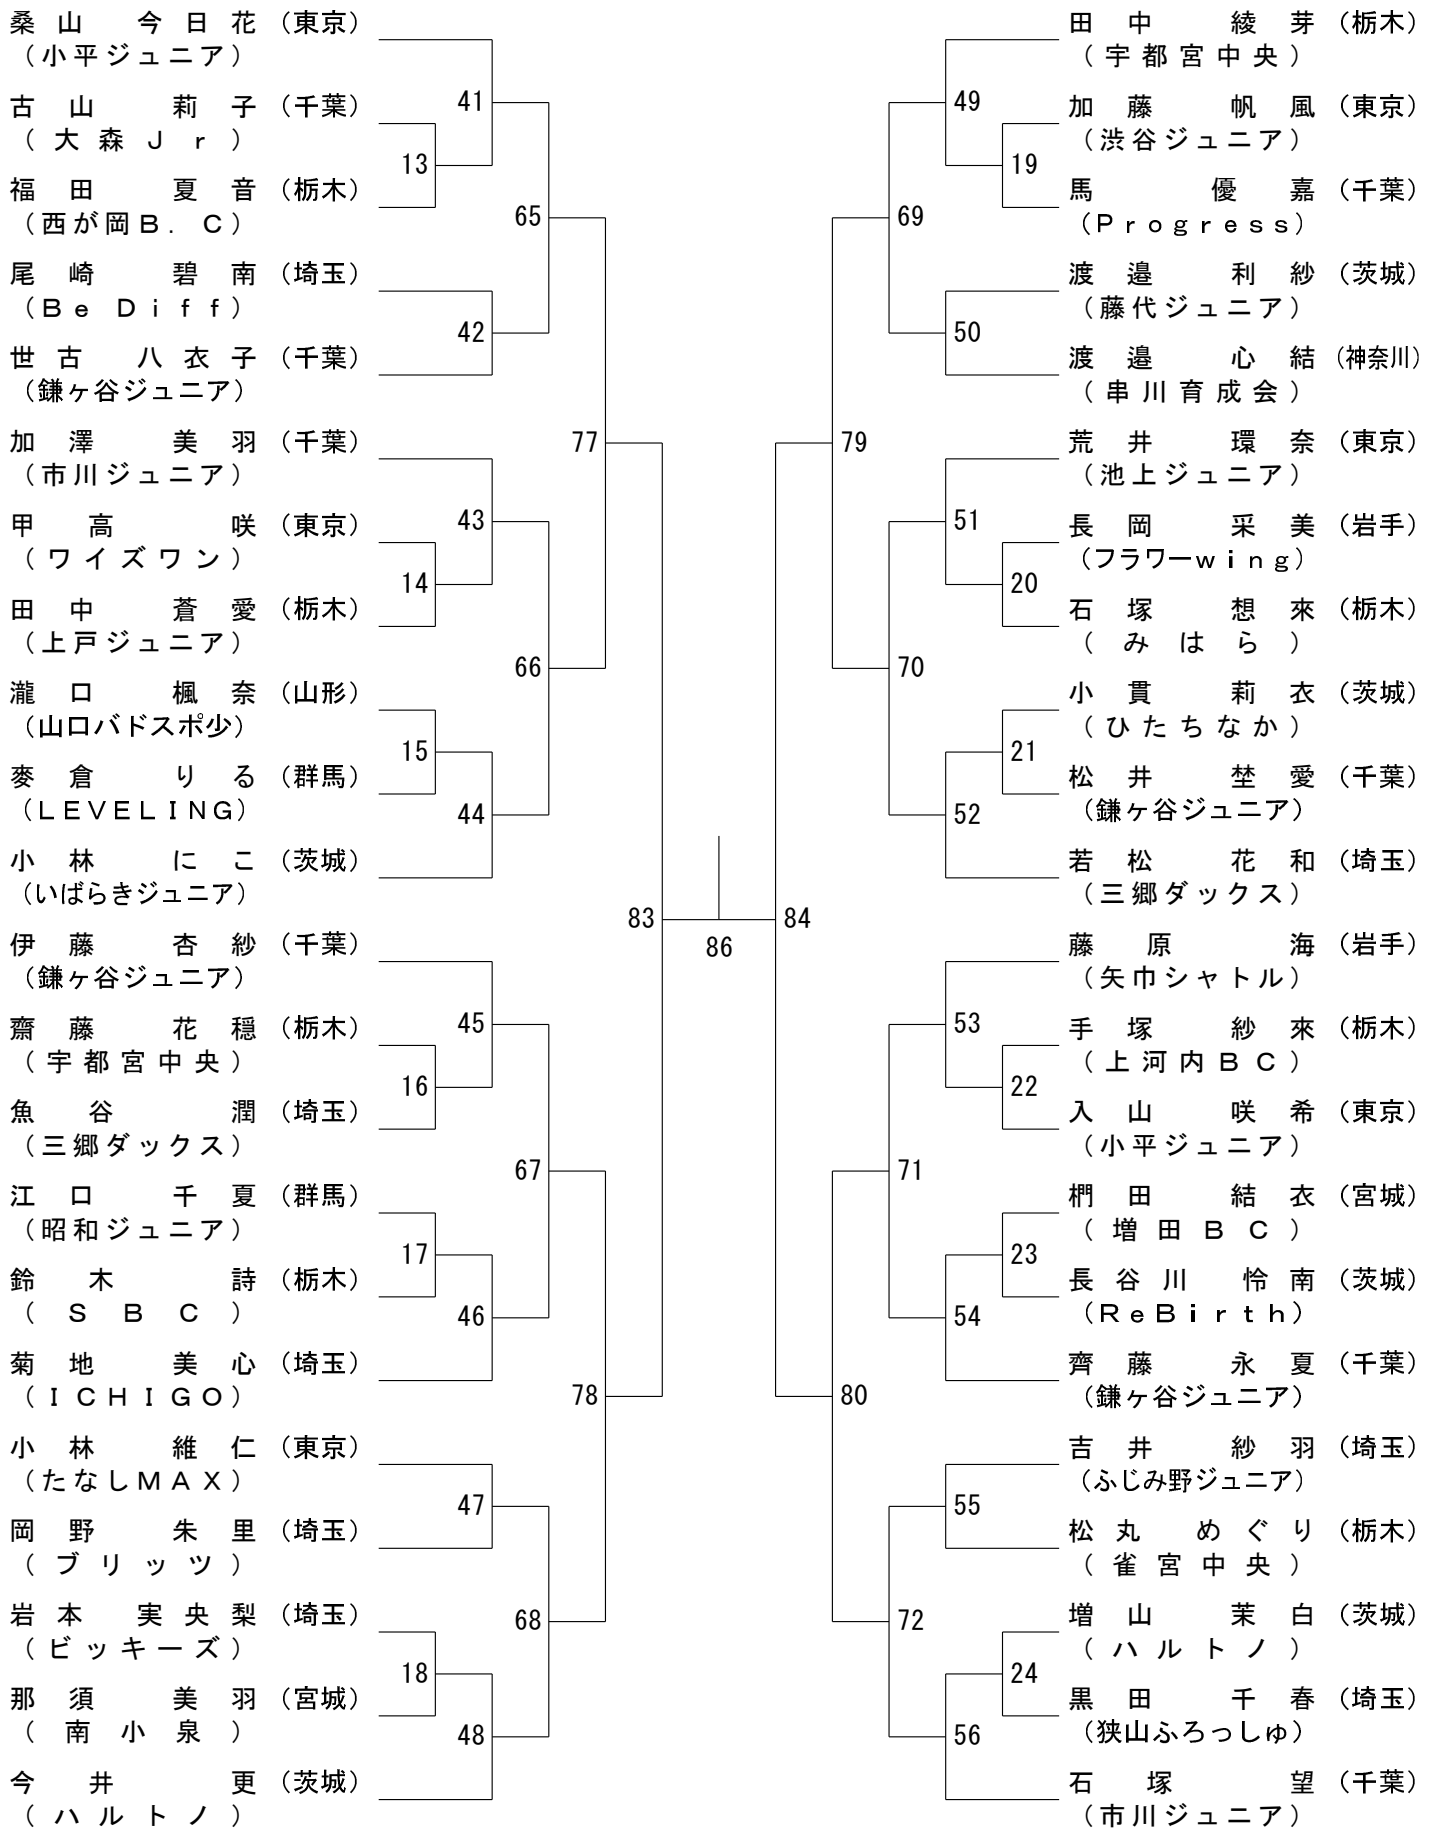 桑山 今日花 (東京)
(小平ジュニア)
41
古山 莉子 (千葉)
(大森Jr)
13
福田 夏音 (栃木)
(西が岡B. C)
65
尾崎 碧南 (埼玉)
(Be Diff)
42
世古 八衣子 (千葉)
(鎌ヶ谷ジュニア)
77
加澤 美羽 (千葉)
(市川ジュニア)
43
甲高 咲 (東京)
(ワイズワン)
14
田中 蒼愛 (栃木)
(上戸ジュニア)
66
瀧口 楓奈 (山形)
(山口バドスポ少)
15
麥倉 りる (群馬)
(LEVELING)
44
小林 にこ (茨城)
(いばらきジュニア)
83
伊藤 杏紗 (千葉)
(鎌ヶ谷ジュニア)
45
齋藤 花穏 (栃木)
(宇都宮中央)
16
魚谷 潤 (埼玉)
(三郷ダックス)
67
江口 千夏 (群馬)
(昭和ジュニア)
17
鈴木 詩 (栃木)
(SBC)
46
菊地 美心 (埼玉)
(ICHIGO)
78
小林 維仁 (東京)
(たなしMAX)
47
岡野 朱里 (埼玉)
(ブリッツ)
岩本 実央梨 (埼玉)
(ビッキーズ)
68
18
那須 美羽 (宮城)
(南小泉)
48
今井 更 (茨城)
(ハルトノ)
86
田中 綾芽 (栃木)
(宇都宮中央)
49
加藤 帆風 (東京)
(渋谷ジュニア)
19
馬 優嘉 (千葉)
(Progress)
69
渡邉 利紗 (茨城)
(藤代ジュニア)
50
渡邉 心結 (神奈川)
(串川育成会)
79
荒井 環奈 (東京)
(池上ジュニア)
51
長岡 采美 (岩手)
(フラワーwing)
20
石塚 想來 (栃木)
(みはら)
70
小貫 莉衣 (茨城)
(ひたちなか)
21
松井 埜愛 (千葉)
(鎌ヶ谷ジュニア)
52
若松 花和 (埼玉)
(三郷ダックス)
84
藤原 海 (岩手)
(矢巾シャトル)
53
手塚 紗來 (栃木)
(上河内BC)
22
入山 咲希 (東京)
(小平ジュニア)
71
椚田 結衣 (宮城)
(増田BC)
23
長谷川 怜南 (茨城)
(ReBirth)
54
齊藤 永夏 (千葉)
(鎌ヶ谷ジュニア)
80
吉井 紗羽 (埼玉)
(ふじみ野ジュニア)
55
松丸 めぐり (栃木)
(雀宮中央)
増山 茉白 (茨城)
(ハルトノ)
72
24
黒田 千春 (埼玉)
(狭山ふろっしゅ)
56
石塚 望 (千葉)
(市川ジュニア)